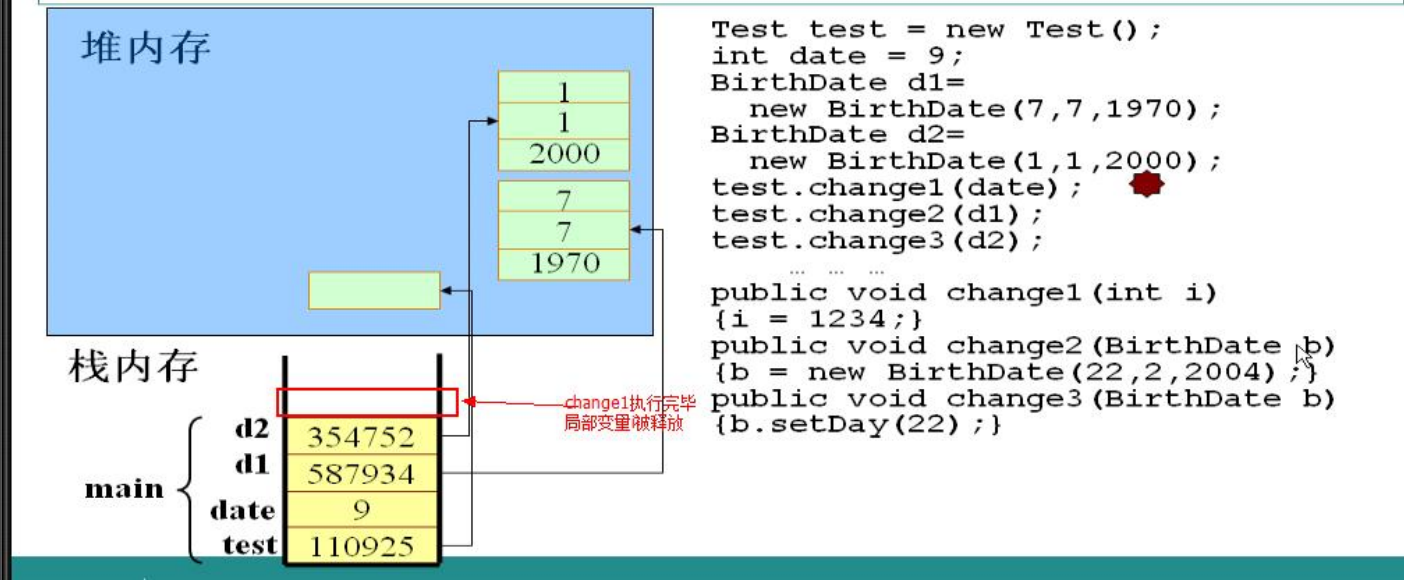 堆内存
1
1
2000
7
7
1970
栈内存
d2
354752
d1
587934
main
date
9
test
110925
change1执行完毕
局部变量i被释放
Test test = new Test();
int date = 9;
BirthDate d1=
new BirthDate(7,7,1970);
BirthDate d2=
new BirthDate(1,1,2000);
test.change1(date);
test.change2(d1);
test.change3(d2);
... ... ...
public void change1(int i)
{i = 1234;}
public void change2(BirthDate b)
{b = new BirthDate(22,2,2004);}
public void change3(BirthDate b)
{b.setDay(22);}